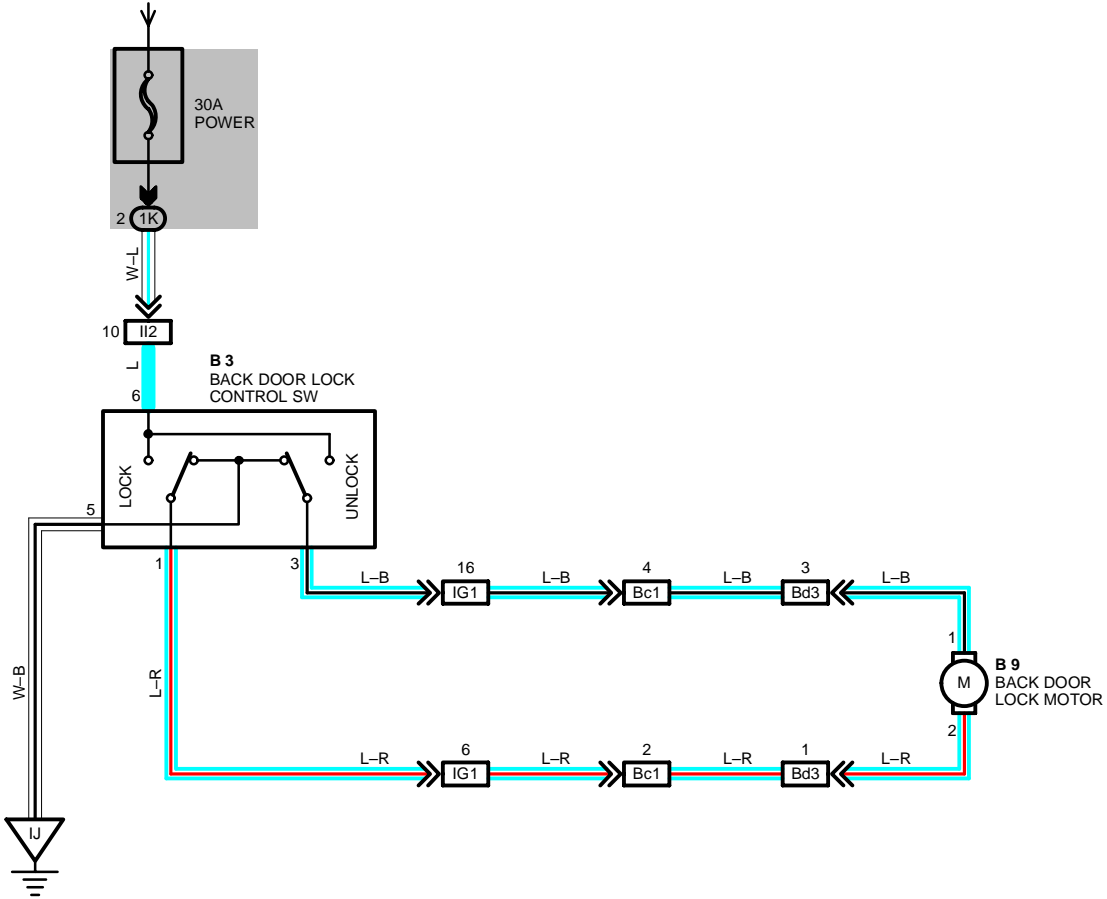 30A
POWER
2 1K
W–L
10 II2
L
B 3
BACK DOOR LOCK
CONTROL SW
6
LOCK
UNLOCK
5
1
3
16
4
3
L–B
L–B
L–B
L–B
IG1
Bc1
Bd3
1
B 9
BACK DOOR
LOCK MOTOR
M
2
W–B
L–R
6
2
1
L–R
L–R
L–R
L–R
IG1
Bc1
Bd3
IJ